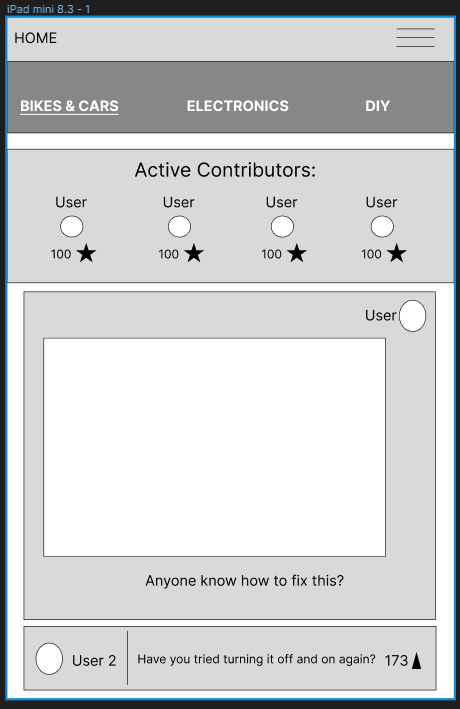 iPad mini 8.3 - 1
HOME
BIKES & CARS ELECTRONICS DIY
Active Contributors:
User User User User
100 100 100 100
User
Anyone know how to fix this?
User 2 Have you tried turning it off and on again? 173